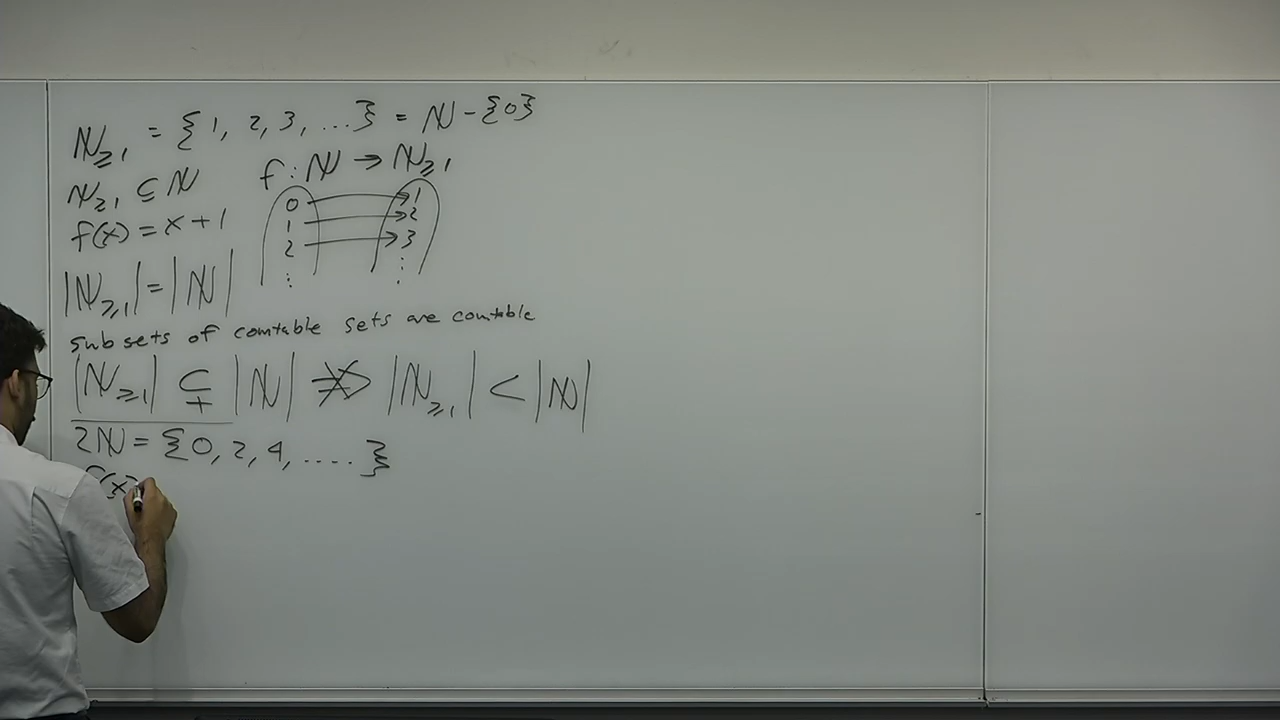 ℕ≥1 = {1, 2, 3, ...} = ℕ - {0}
ℕ≥1 ⊆ ℕ f : ℕ → ℕ≥1
f(x) = x + 1
0 → 1
1 → 2
2 → 3
⋮ ⋮
|ℕ≥1| = |ℕ|
subsets of countable sets are countable
|ℕ≥1| ⊊ |ℕ| ⇏ |ℕ≥1| < |ℕ|
2ℕ = {0, 2, 4, ..... }
f(x)